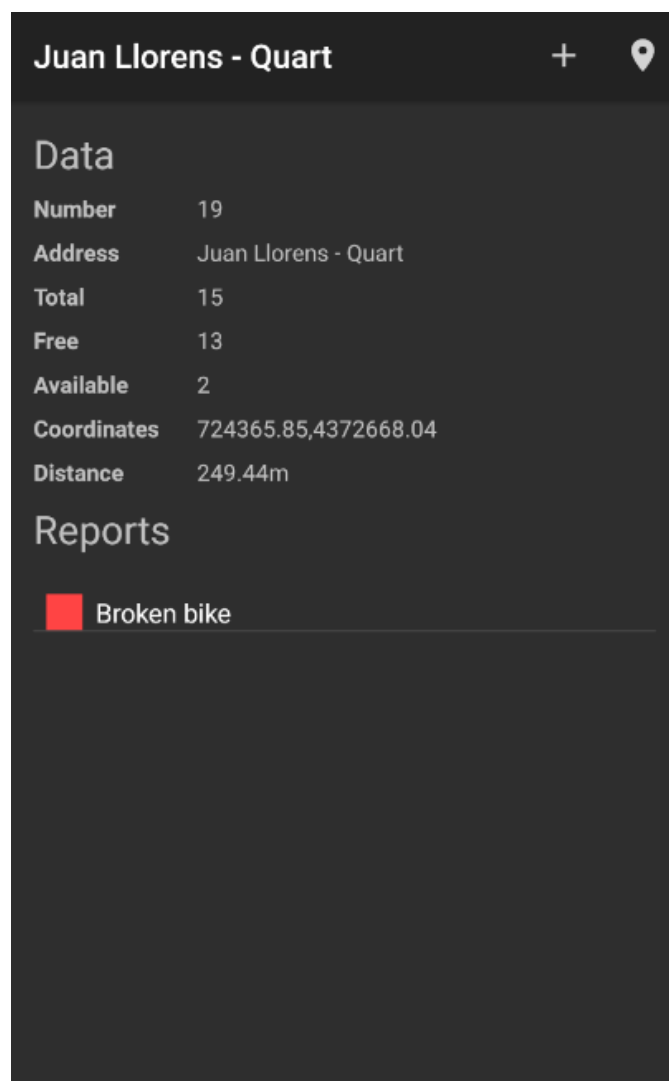 Juan Llorens - Quart
Data
Number 19
Address Juan Llorens - Quart
Total 15
Free 13
Available 2
Coordinates 724365.85,4372668.04
Distance 249.44m
Reports
Broken bike